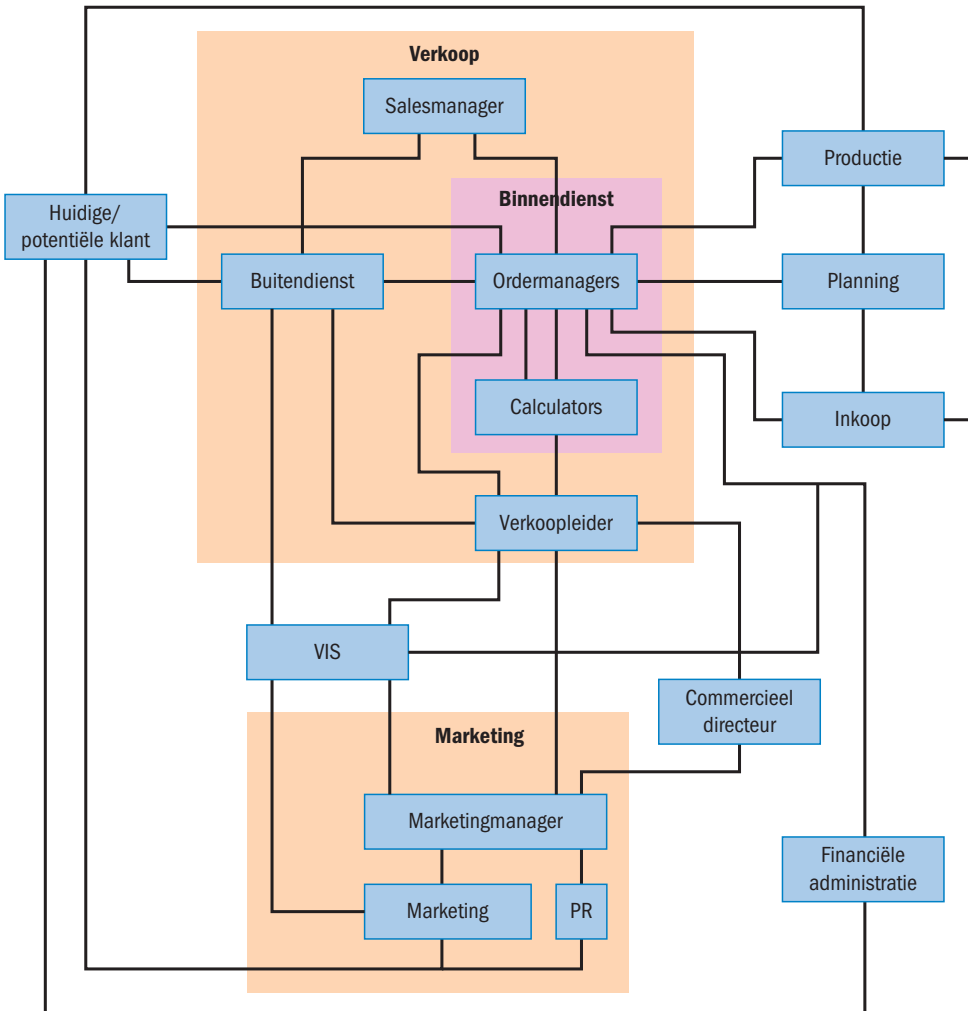 Verkoop
Salesmanager
Productie
Binnendienst
Huidige/
potentiële klant
Buitendienst
Ordermanagers
Planning
Calculators
Inkoop
Verkoopleider
VIS
Commercieel
directeur
Marketing
Marketingmanager
Financiële
administratie
Marketing
PR